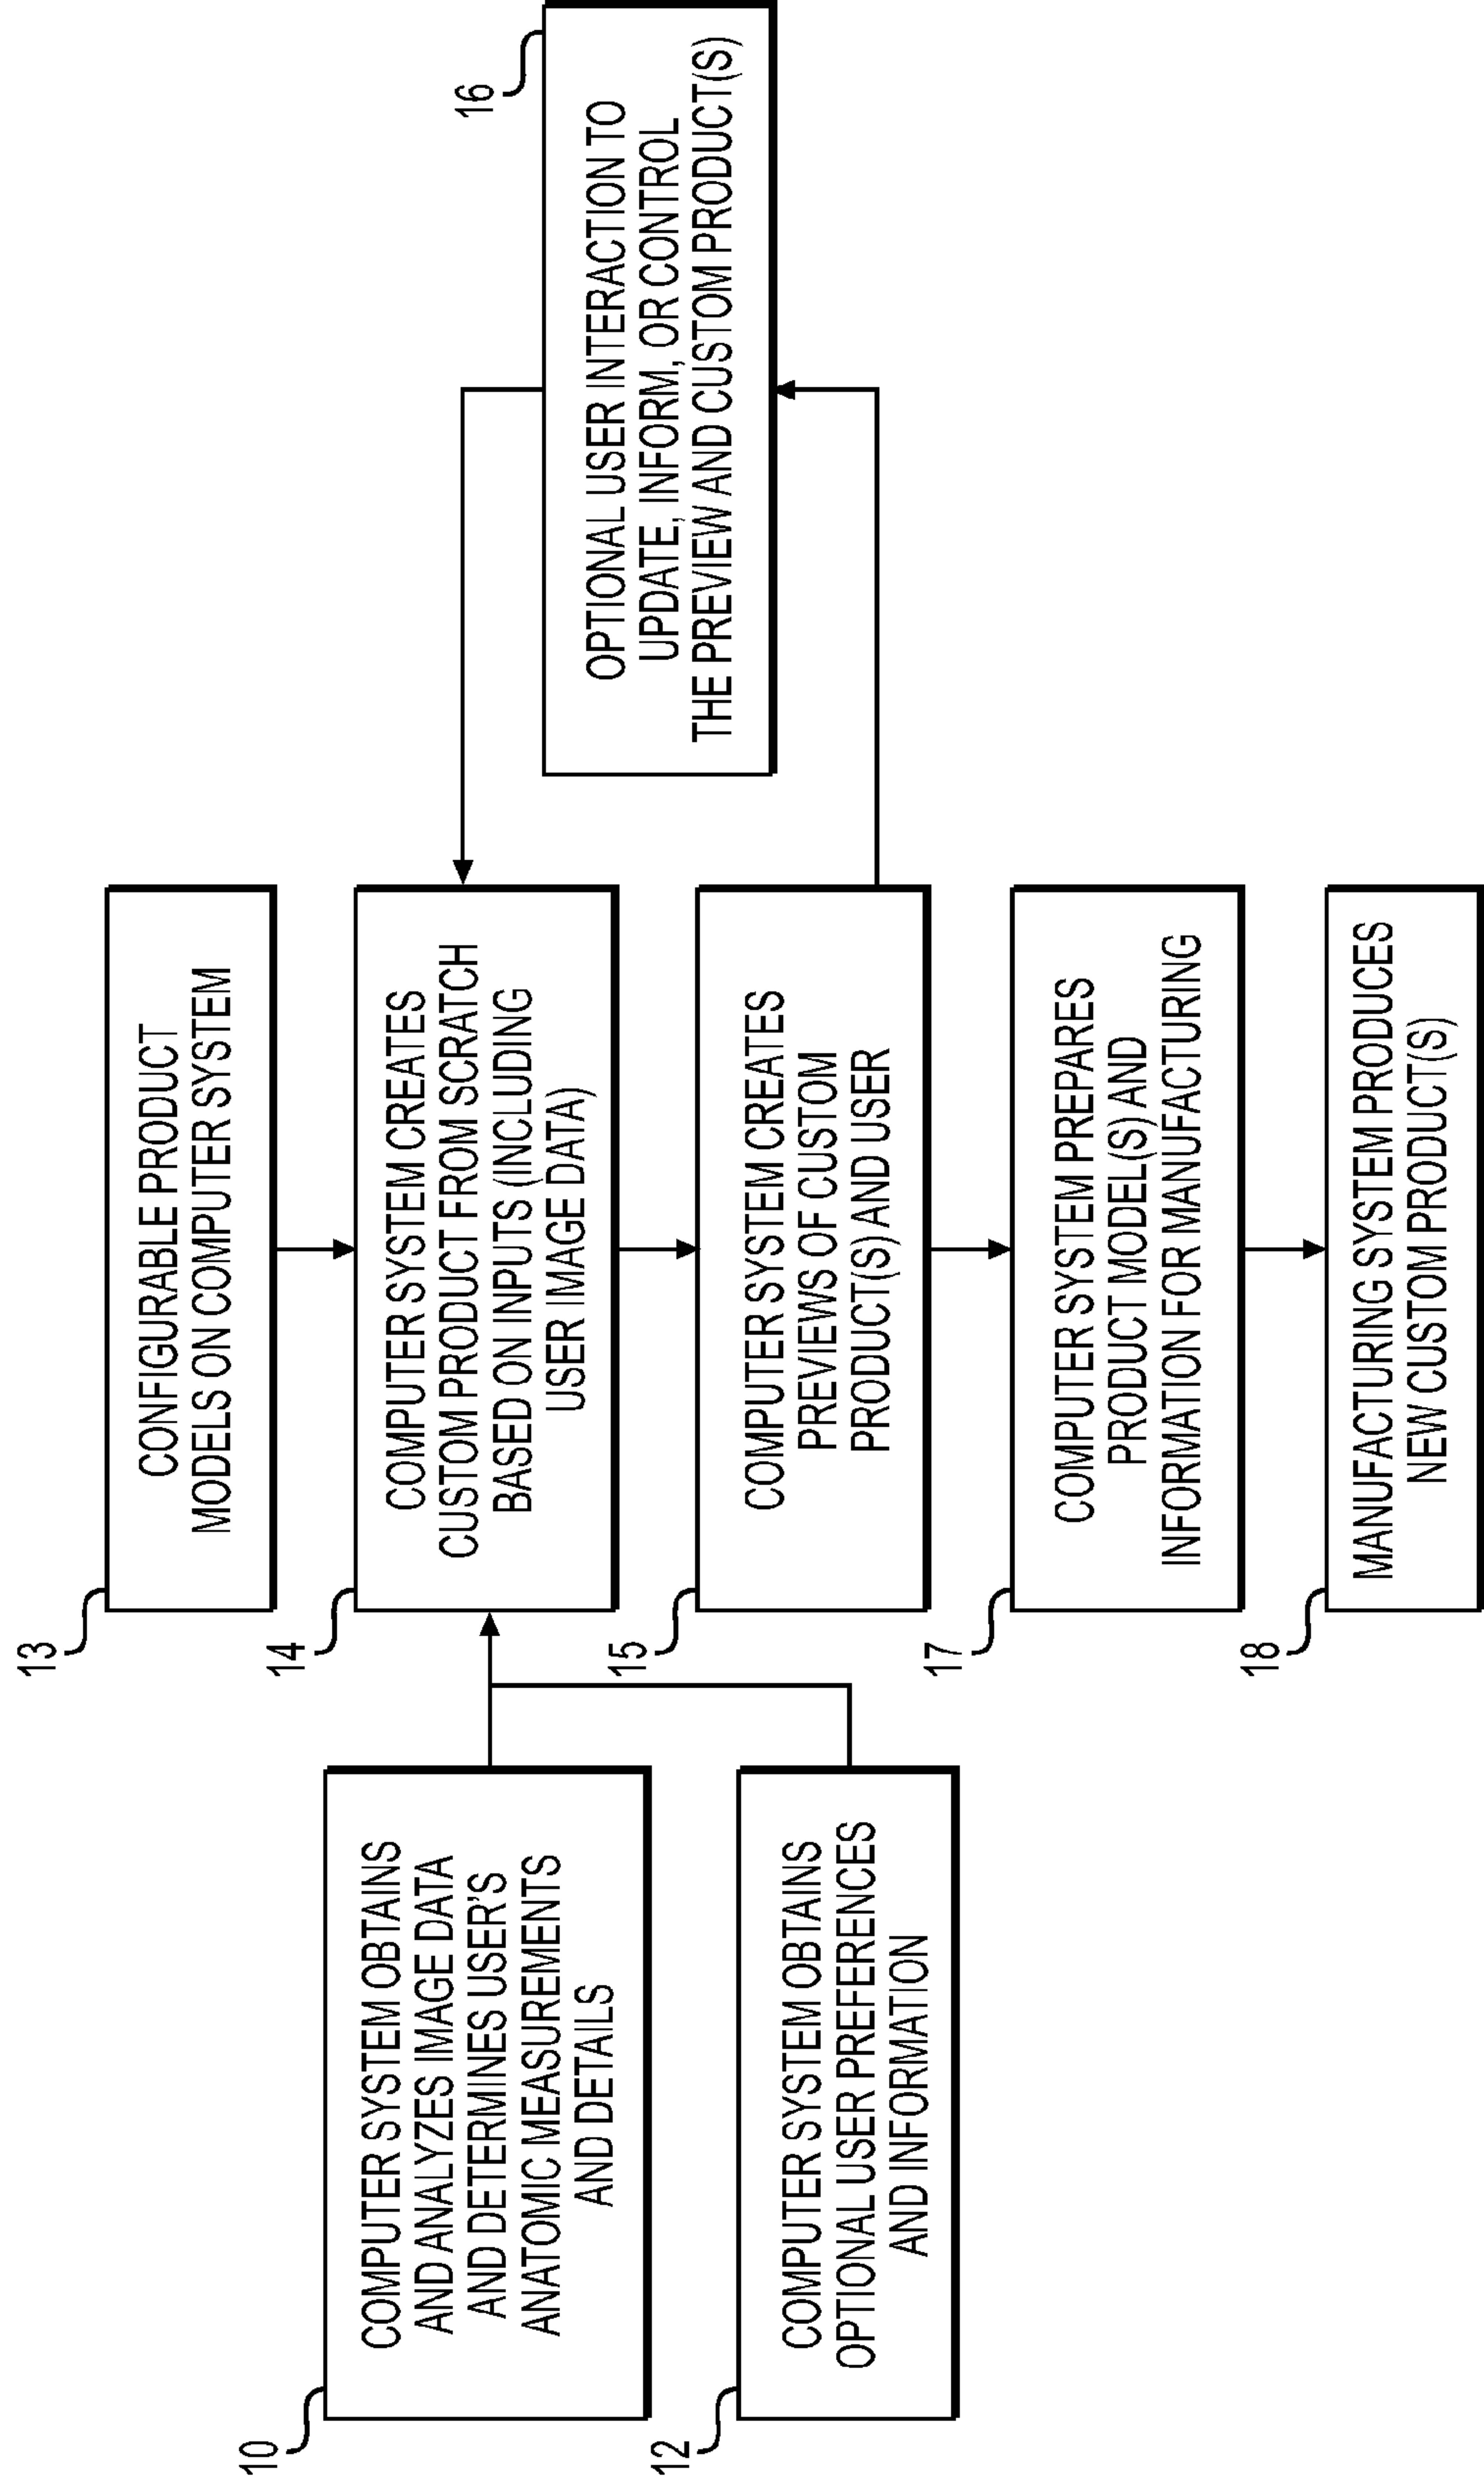 10
COMPUTER SYSTEM OBTAINS
AND ANALYZES IMAGE DATA
AND DETERMINES USER'S
ANATOMIC MEASUREMENTS
AND DETAILS
12
COMPUTER SYSTEM OBTAINS
OPTIONAL USER PREFERENCES
AND INFORMATION
13
CONFIGURABLE PRODUCT
MODELS ON COMPUTER SYSTEM
14
COMPUTER SYSTEM CREATES
CUSTOM PRODUCT FROM SCRATCH
BASED ON INPUTS (INCLUDING
USER IMAGE DATA)
15
COMPUTER SYSTEM CREATES
PREVIEWS OF CUSTOM
PRODUCT(S) AND USER
16
OPTIONAL USER INTERACTION TO
UPDATE, INFORM, OR CONTROL
THE PREVIEW AND CUSTOM PRODUCT(S)
17
COMPUTER SYSTEM PREPARES
PRODUCT MODEL(S) AND
INFORMATION FOR MANUFACTURING
18
MANUFACTURING SYSTEM PRODUCES
NEW CUSTOM PRODUCT(S)